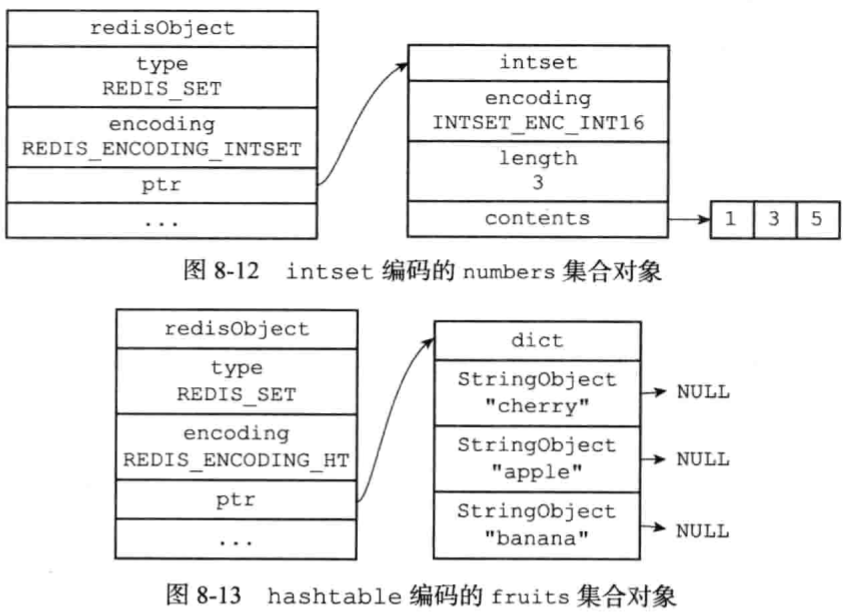 redisObject
type
REDIS_SET
encoding
REDIS_ENCODING_INTSET
ptr
...
intset
encoding
INTSET_ENC_INT16
length
3
contents
1 3 5
图 8-12 intset 编码的 numbers 集合对象
redisObject
type
REDIS_SET
encoding
REDIS_ENCODING_HT
ptr
...
dict
StringObject
"cherry"
NULL
StringObject
"apple"
NULL
StringObject
"banana"
NULL
图 8-13 hashtable 编码的 fruits 集合对象